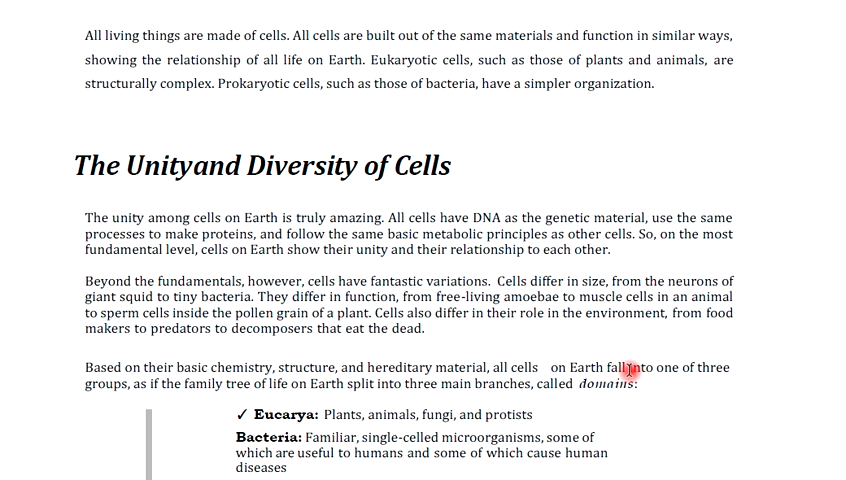 All living things are made of cells. All cells are built out of the same materials and function in similar ways,
showing the relationship of all life on Earth. Eukaryotic cells, such as those of plants and animals, are
structurally complex. Prokaryotic cells, such as those of bacteria, have a simpler organization.
The Unityand Diversity of Cells
The unity among cells on Earth is truly amazing. All cells have DNA as the genetic material, use the same
processes to make proteins, and follow the same basic metabolic principles as other cells. So, on the most
fundamental level, cells on Earth show their unity and their relationship to each other.
Beyond the fundamentals, however, cells have fantastic variations. Cells differ in size, from the neurons of
giant squid to tiny bacteria. They differ in function, from free-living amoebae to muscle cells in an animal
to sperm cells inside the pollen grain of a plant. Cells also differ in their role in the environment, from food
makers to predators to decomposers that eat the dead.
Based on their basic chemistry, structure, and hereditary material, all cells on Earth fall into one of three
groups, as if the family tree of life on Earth split into three main branches, called domains:
✓ Eucarya: Plants, animals, fungi, and protists
Bacteria: Familiar, single-celled microorganisms, some of
which are useful to humans and some of which cause human
diseases